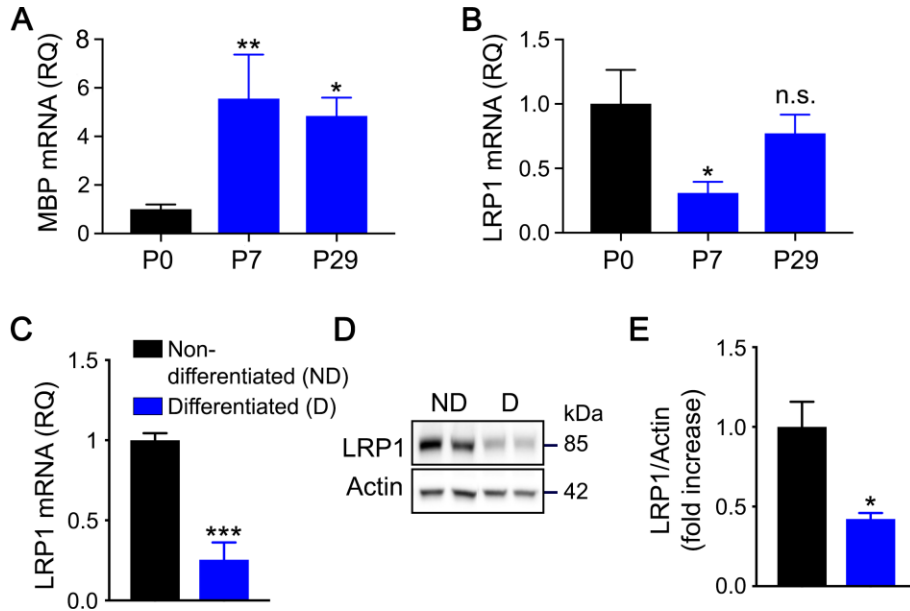 A
MBP mRNA (RQ)
8
6
4
2
0
**
*
P0 P7 P29
B
LRP1 mRNA (RQ)
1.5
1.0
0.5
0.0
*
n.s.
P0 P7 P29
C
LRP1 mRNA (RQ)
1.5
1
0.5
0.0
Non-
differentiated (ND)
Differentiated (D)
***
D
ND D kDa
LRP1 85
Actin 42
E
LRP1/Actin
(fold increase)
1.5
1.0
0.5
0.0
*